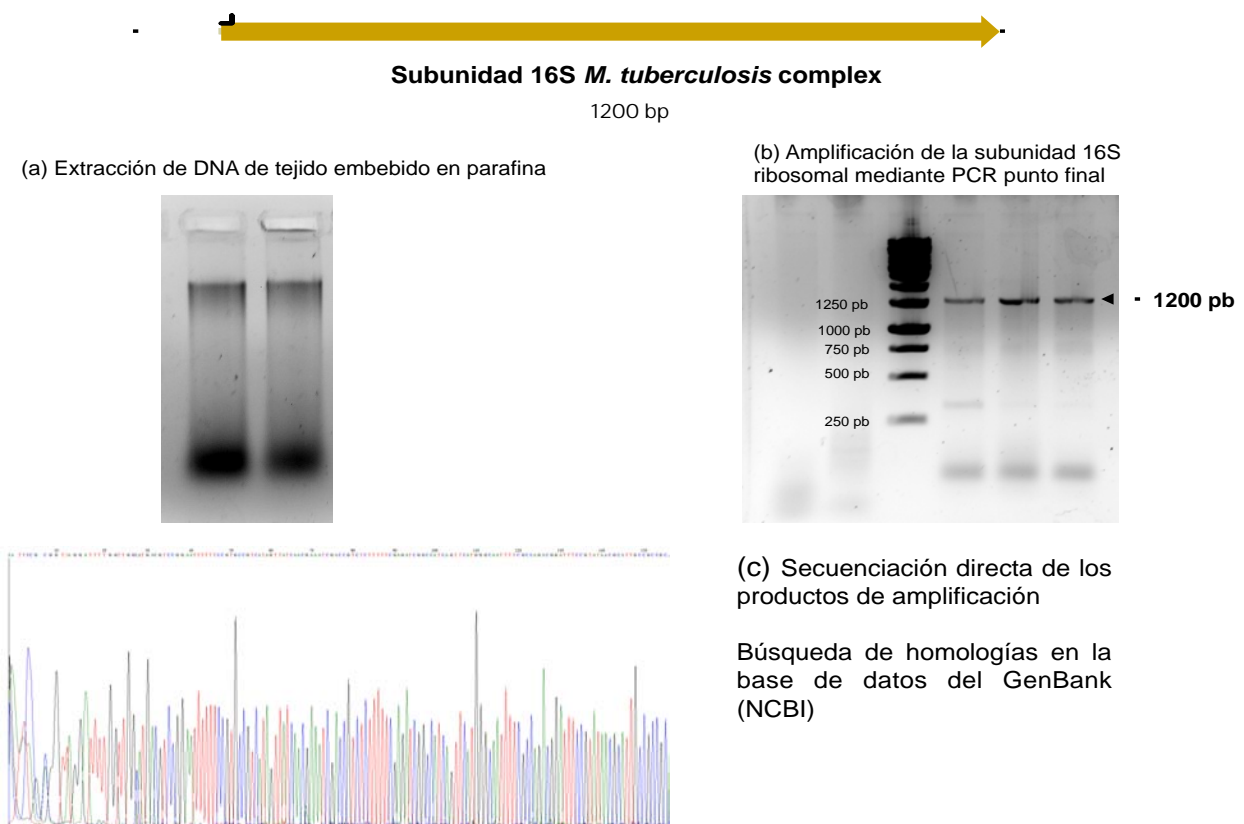 Subunidad 16S M. tuberculosis complex
1200 bp
(a) Extracción de DNA de tejido embebido en parafina
(b) Amplificación de la subunidad 16S
ribosomal mediante PCR punto final
1250 pb
1000 pb
750 pb
500 pb
250 pb
1200 pb
(c) Secuenciación directa de los
productos de amplificación
Búsqueda de homologías en la
base de datos del GenBank
(NCBI)